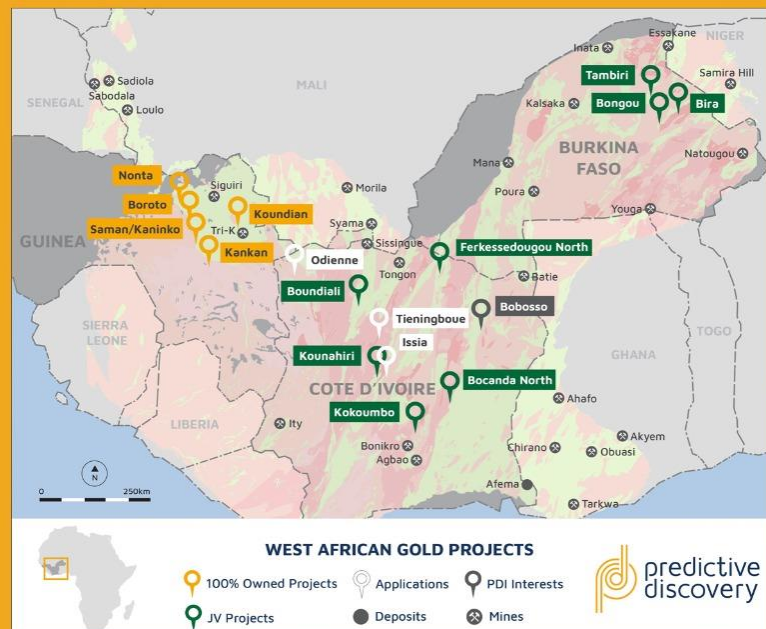 Essakane
NIGER
Inata
Sadiola
Sabodala
Loulo
SENEGAL
MALI
Tambiri
Samira Hill
Kalsaka
Bongou
Bira
BURKINA
FASO
Mana
Natougou
Nonta
Siguiri
Morila
Poura
Boroto
Koundian
Youga
Saman/Kaninko
Tri-K
Syama
GUINEA
Kankan
Sissingue
Ferkessedougou North
Odienne
Tongon
Batie
Boundiali
Bobosso
Tieningboue
SIERRA
LEONE
Issia
Kounahiri
GHANA
TOGO
COTE D'IVOIRE
Bocanda North
Ahafo
Kokoumbo
LIBERIA
Ity
Akyem
Bonikro
Chirano
Obuasi
Agbao
N
Afema
0 250km
Tarkwa
WEST AFRICAN GOLD PROJECTS
100% Owned Projects
Applications
PDI Interests
JV Projects
Deposits
Mines
predictive
discovery